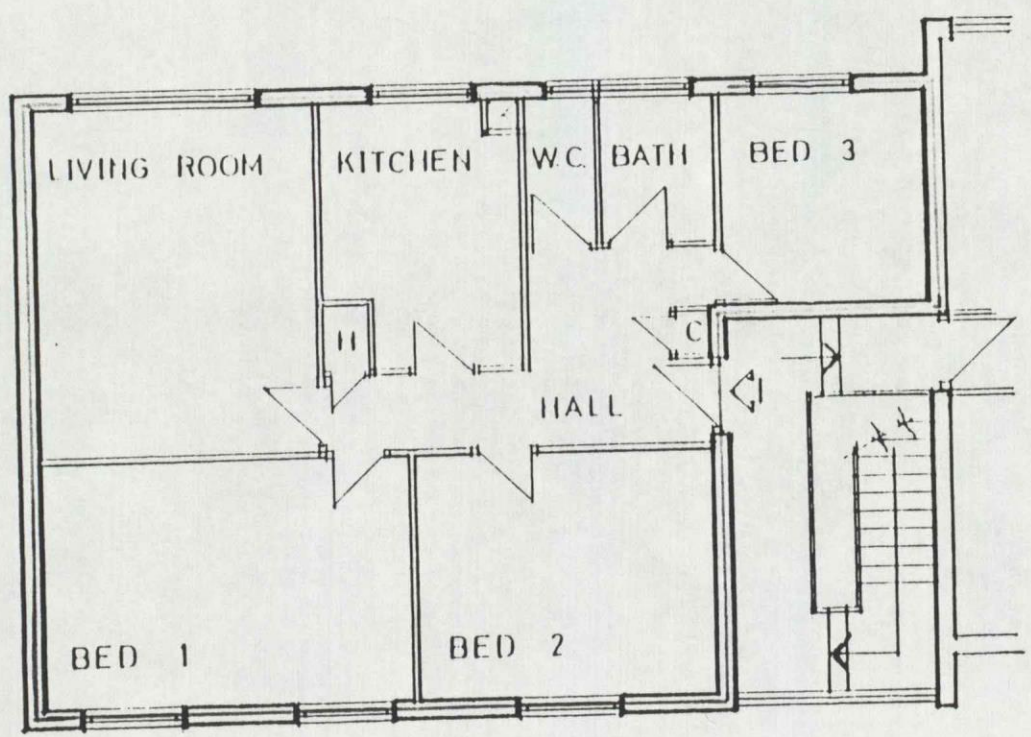 LIVING ROOM
KITCHEN
W.C.
BATH
BED 3
H
C
HALL
BED 1
BED 2